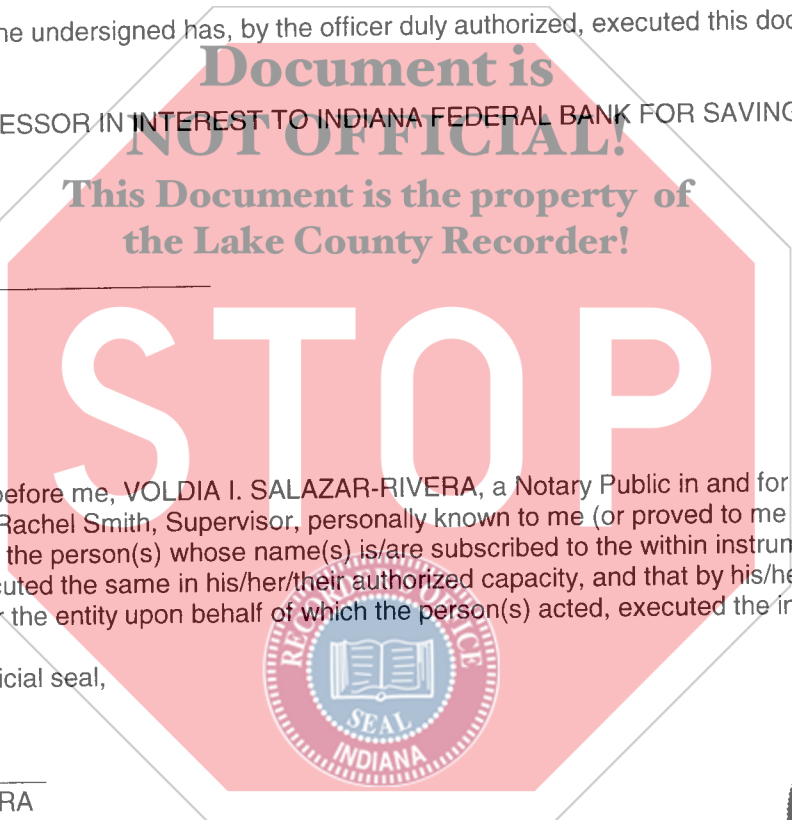 he undersigned has, by the officer duly authorized, executed this doc
Document is
ESSOR IN INTEREST TO INDIANA FEDERAL BANK FOR SAVING
NOT OFFICIAL!
This Document is the property of
the Lake County Recorder!
STOP
before me, VOLDIA I. SALAZAR-RIVERA, a Notary Public in and for
Rachel Smith, Supervisor, personally known to me (or proved to me
the person(s) whose name(s) is/are subscribed to the within instrum
cuted the same in his/her/their authorized capacity, and that by his/he
r the entity upon behalf of which the person(s) acted, executed the in
RECORDER'S OFFICE
icial seal,
SEAL
INDIANA
RA